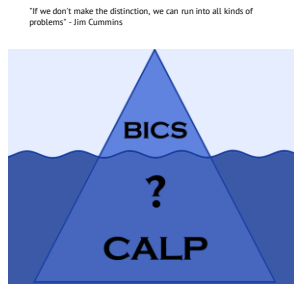 "If we don't make the distinction, we can run into all kinds of
problems" - Jim Cummins
BICS
?
CALP